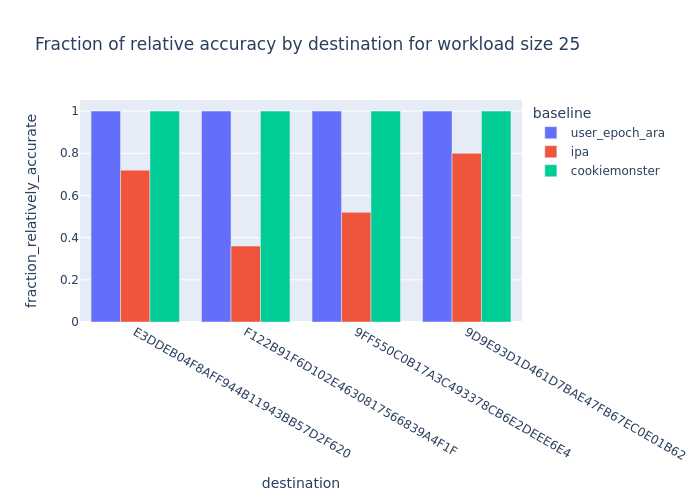 Fraction of relative accuracy by destination for workload size 25
fraction_relatively_accurate
1
0.8
0.6
0.4
0.2
0
baseline
user_epoch_ara
ipa
cookiemonster
E3DDEB04F8AFF944B11943BB57D2F620
F122B91F6D102E4630817566839A4F1F
9FF550C0B17A3C493378CB6E2DEEE6E4
9D9E93D1D461D7BAE47FB67EC0E01B62
destination